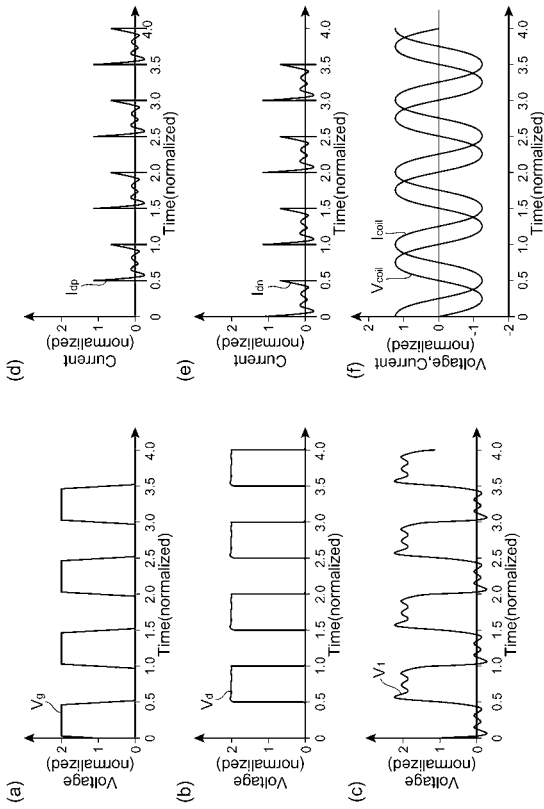 (a)
Voltage
(normalized)
2
1
0
Vg
0 0.5 1.0 1.5 2.0 2.5 3.0 3.5 4.0
Time(normalized)
(b)
Voltage
(normalized)
2
1
0
Vd
0 0.5 1.0 1.5 2.0 2.5 3.0 3.5 4.0
Time(normalized)
(c)
Voltage
(normalized)
2
1
0
V1
0 0.5 1.0 1.5 2.0 2.5 3.0 3.5 4.0
Time(normalized)
(d)
Current
(normalized)
2
1
0
Idp
0 0.5 1.0 1.5 2.0 2.5 3.0 3.5 4.0
Time(normalized)
(e)
Current
(normalized)
2
1
0
Idn
0 0.5 1.0 1.5 2.0 2.5 3.0 3.5 4.0
Time(normalized)
(f)
Voltage,Current
(normalized)
2
1
0
-1
-2
Vcoil
Icoil
0 0.5 1.0 1.5 2.0 2.5 3.0 3.5 4.0
Time(normalized)